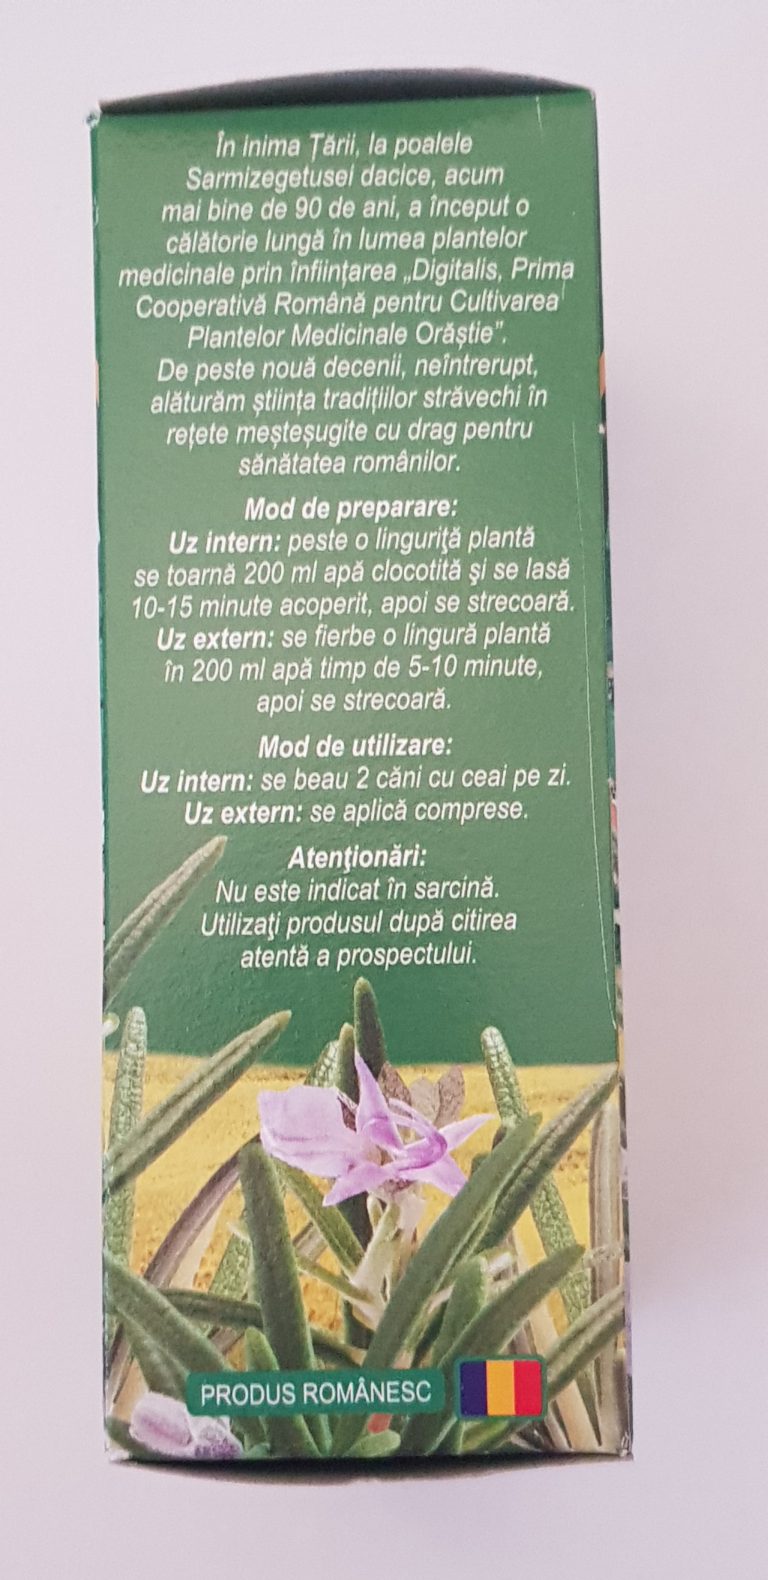 În inima Țării, la poalele
Sarmizegetusei dacice, acum
mai bine de 90 de ani, a început o
călătorie lungă în lumea plantelor
medicinale prin înființarea „Digitalis, Prima
Cooperativă Română pentru Cultivarea
Plantelor Medicinale Orăștie”.
De peste nouă decenii, neîntrerupt,
alăturăm știința tradițiilor străvechi în
rețete meșteșugite cu drag pentru
sănătatea românilor.
Mod de preparare:
Uz intern: peste o linguriţă plantă
se toarnă 200 ml apă clocotită şi se lasă
10-15 minute acoperit, apoi se strecoară.
Uz extern: se fierbe o lingură plantă
în 200 ml apă timp de 5-10 minute,
apoi se strecoară.
Mod de utilizare:
Uz intern: se beau 2 căni cu ceai pe zi.
Uz extern: se aplică comprese.
Atenţionări:
Nu este indicat în sarcină.
Utilizaţi produsul după citirea
atentă a prospectului.
PRODUS ROMÂNESC